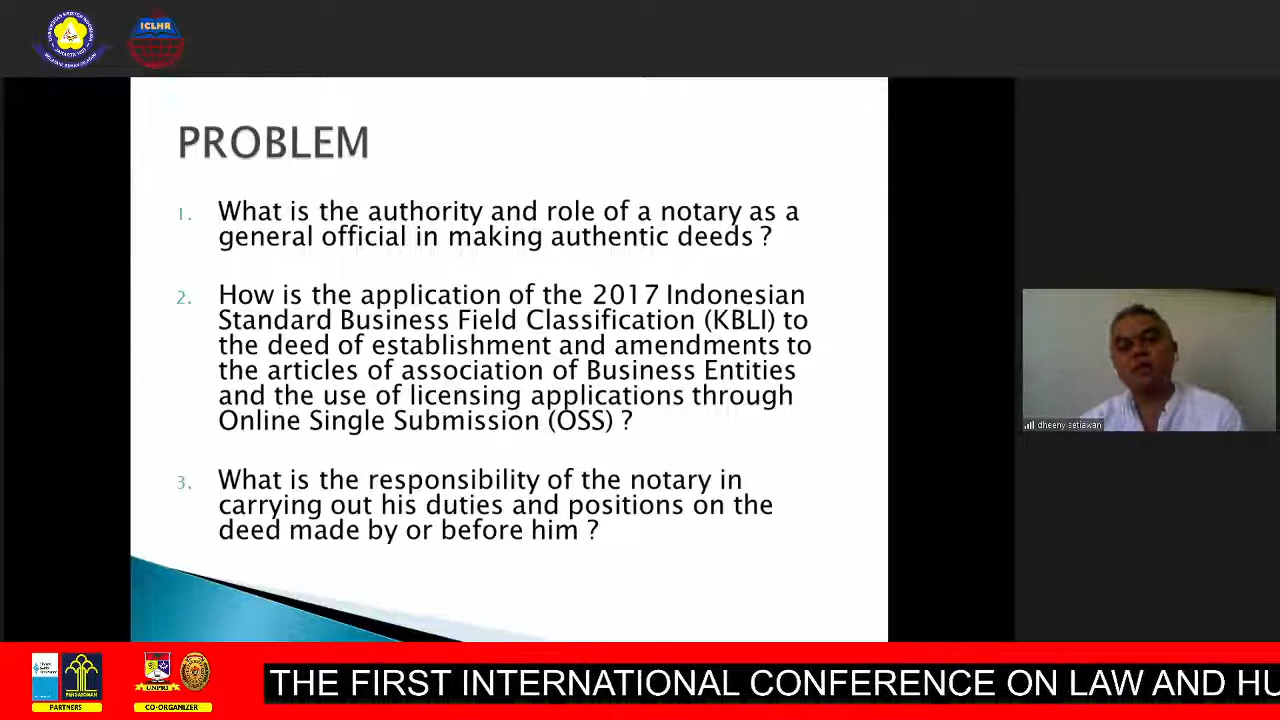 ICLHR
PROBLEM
1. What is the authority and role of a notary as a
general official in making authentic deeds ?
2. How is the application of the 2017 Indonesian
Standard Business Field Classification (KBLI) to
the deed of establishment and amendments to
the articles of association of Business Entities
and the use of licensing applications through
Online Single Submission (OSS) ?
3. What is the responsibility of the notary in
carrying out his duties and positions on the
deed made by or before him ?
dheeny setiawan
PENGAYOMAN
UNPRI
PARTNERS
CO-ORGANIZER
THE FIRST INTERNATIONAL CONFERENCE ON LAW AND HU